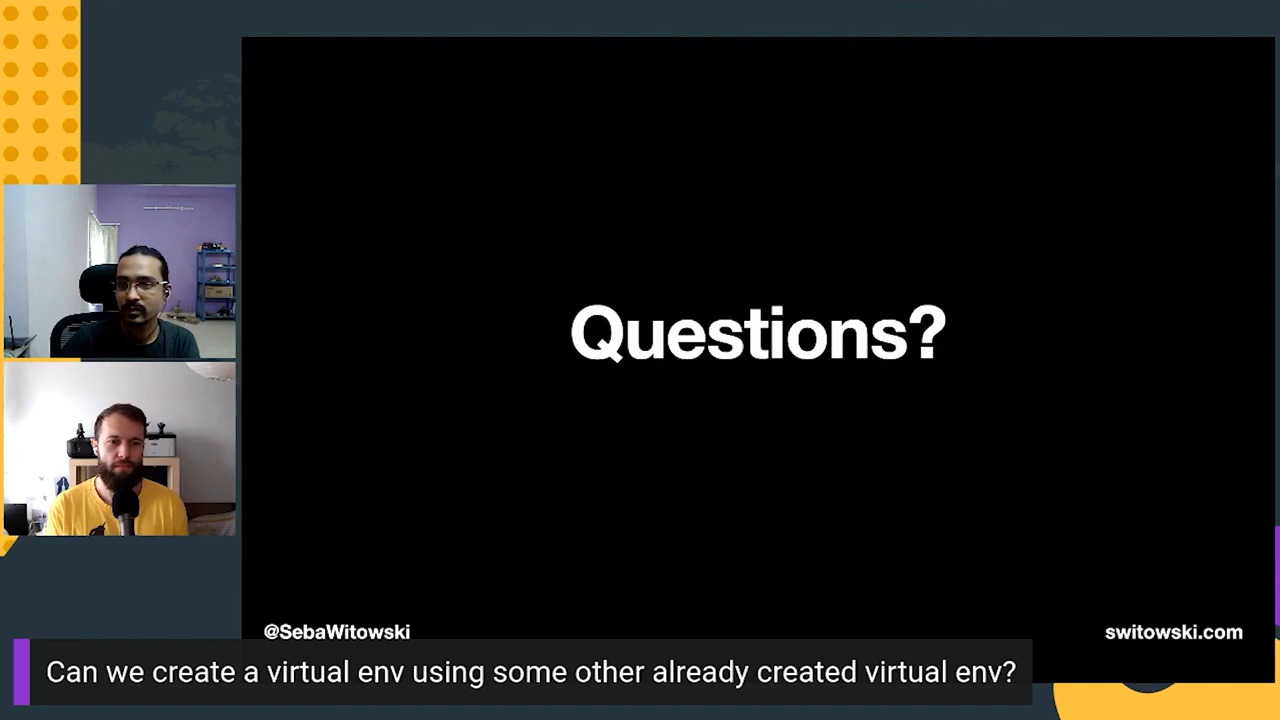 Questions?
@SebaWitowski
switowski.com
Can we create a virtual env using some other already created virtual env?